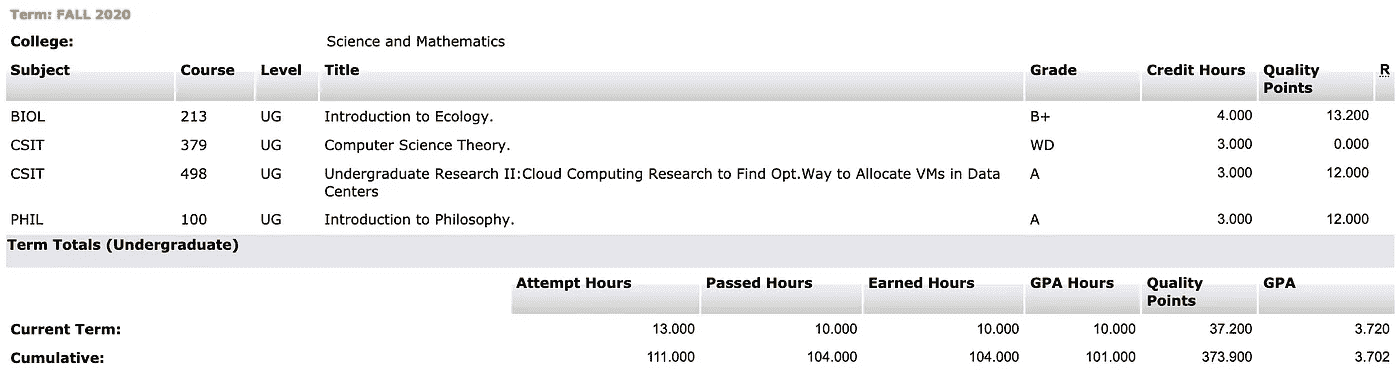 Term: FALL 2020
College: Science and Mathematics
Subject Course Level Title Grade Credit Hours Quality Points R
BIOL 213 UG Introduction to Ecology. B+ 4.000 13.200
CSIT 379 UG Computer Science Theory. WD 3.000 0.000
CSIT 498 UG Undergraduate Research II:Cloud Computing Research to Find Opt.Way to Allocate VMs in Data Centers A 3.000 12.000
PHIL 100 UG Introduction to Philosophy. A 3.000 12.000
Term Totals (Undergraduate)
Attempt Hours Passed Hours Earned Hours GPA Hours Quality Points GPA
Current Term: 13.000 10.000 10.000 10.000 37.200 3.720
Cumulative: 111.000 104.000 104.000 101.000 373.900 3.702